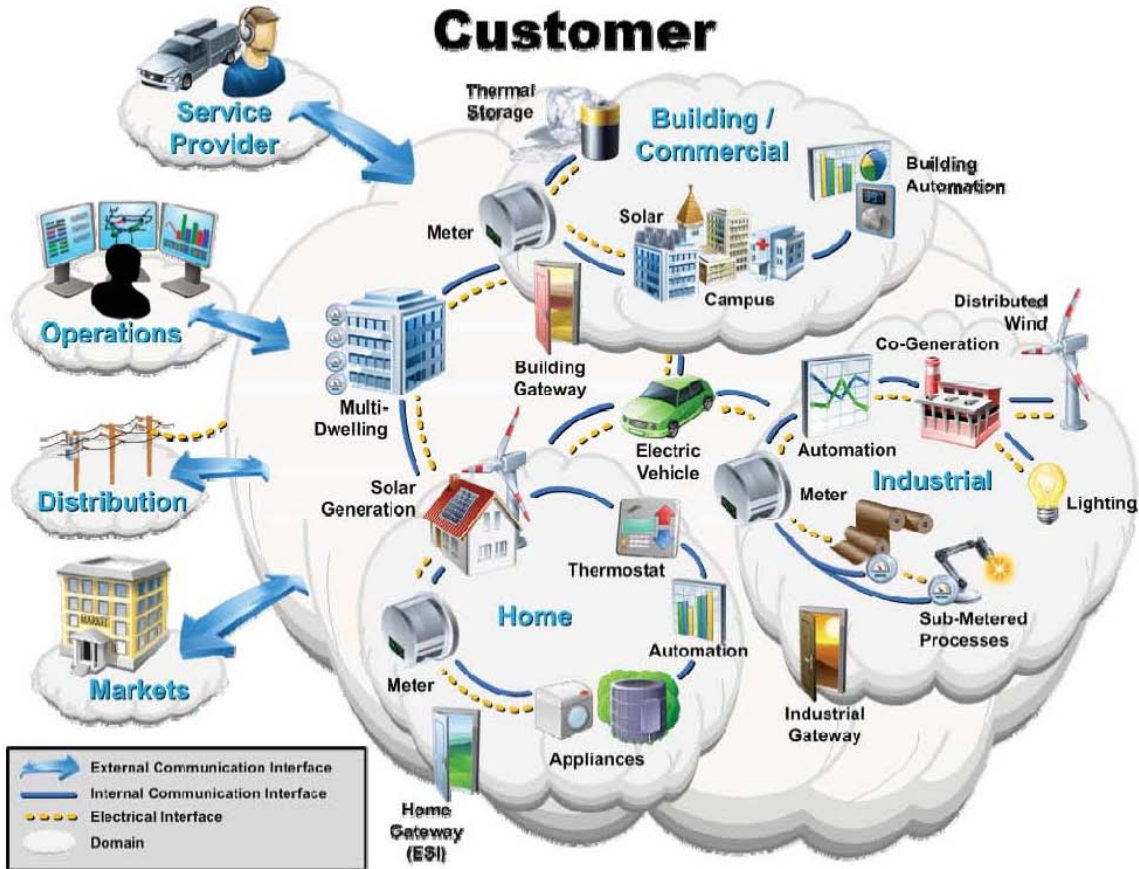 Customer
Service
Provider
Thermal
Storage
Building /
Commercial
Building
Automation
Meter
Solar
Campus
Operations
Building
Gateway
Distributed
Wind
Co-Generation
Multi-
Dwelling
Electric
Vehicle
Automation
Industrial
Meter
Lighting
Distribution
Solar
Generation
Thermostat
Home
Automation
Sub-Metered
Processes
MARKET
Markets
Meter
Appliances
Industrial
Gateway
Home
Gateway
(ESI)
External Communication Interface
Internal Communication Interface
Electrical Interface
Domain